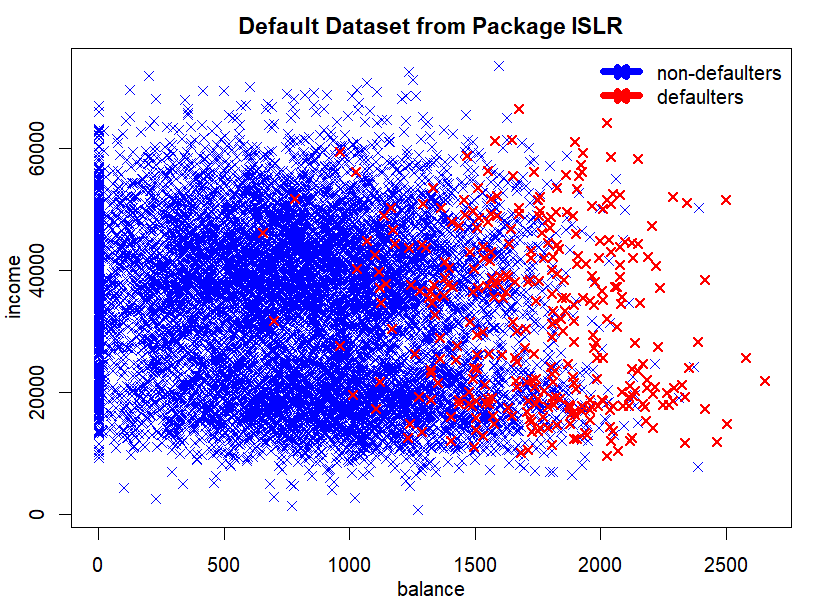 Default Dataset from Package ISLR
non-defaulters
defaulters
income
60000
40000
20000
0
0 500 1000 1500 2000 2500
balance